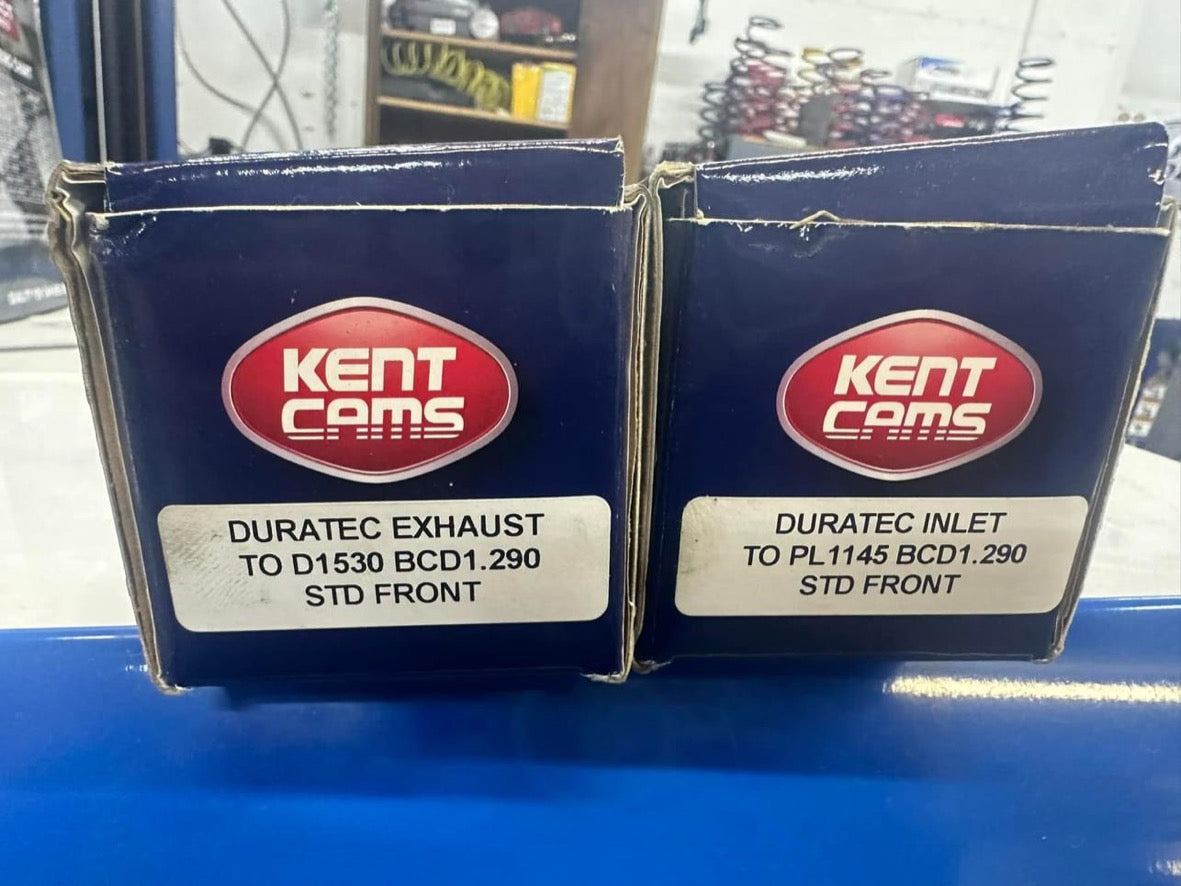 KENT
CAMS
DURATEC EXHAUST
TO D1530 BCD1.290
STD FRONT
KENT
CAMS
DURATEC INLET
TO PL1145 BCD1.290
STD FRONT